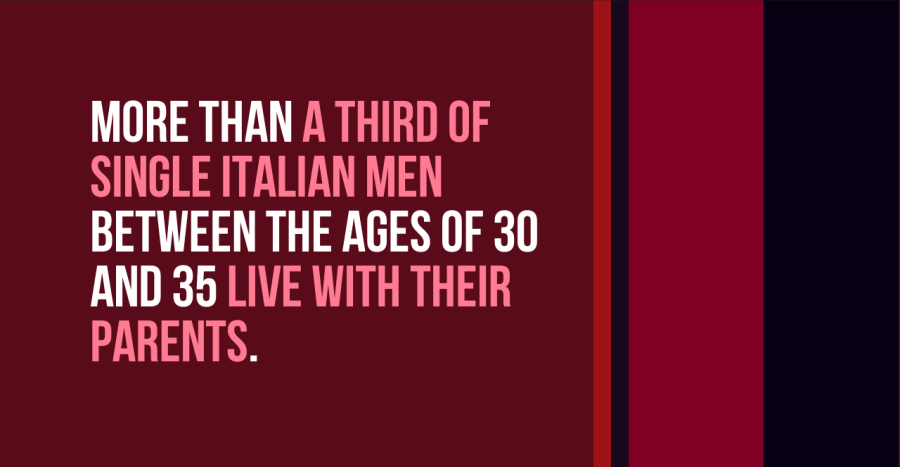 MORE THAN A THIRD OF
SINGLE ITALIAN MEN
BETWEEN THE AGES OF 30
AND 35 LIVE WITH THEIR
PARENTS.